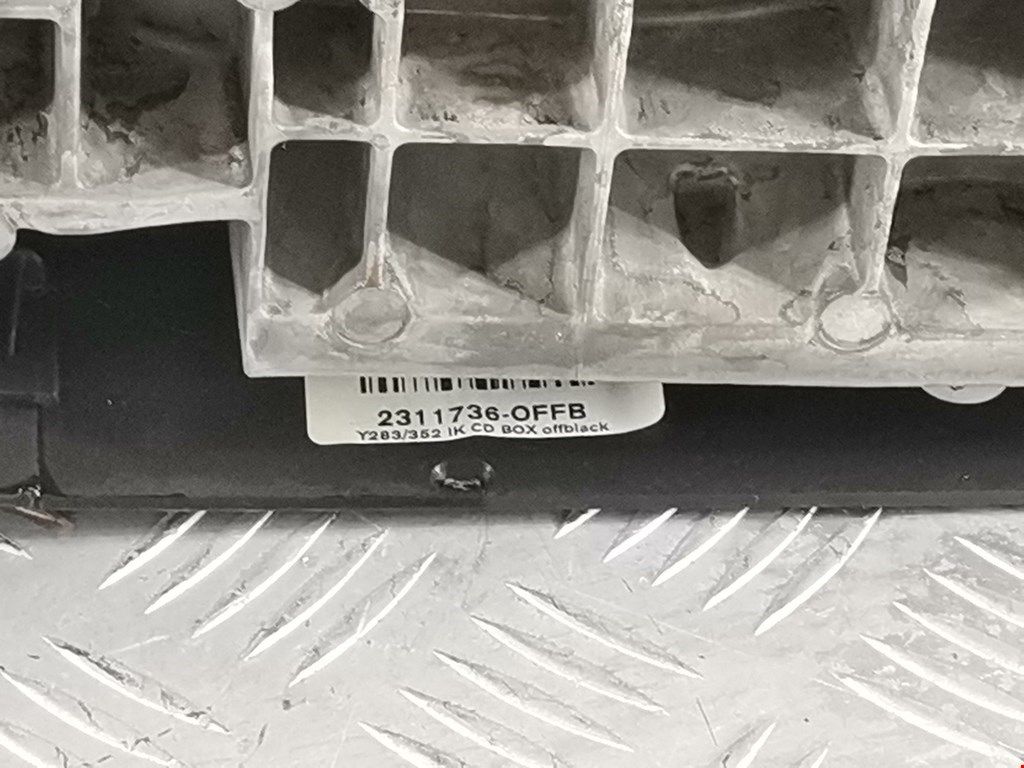 2311736-OFFB
Y283/352 IK CD BOX offblack